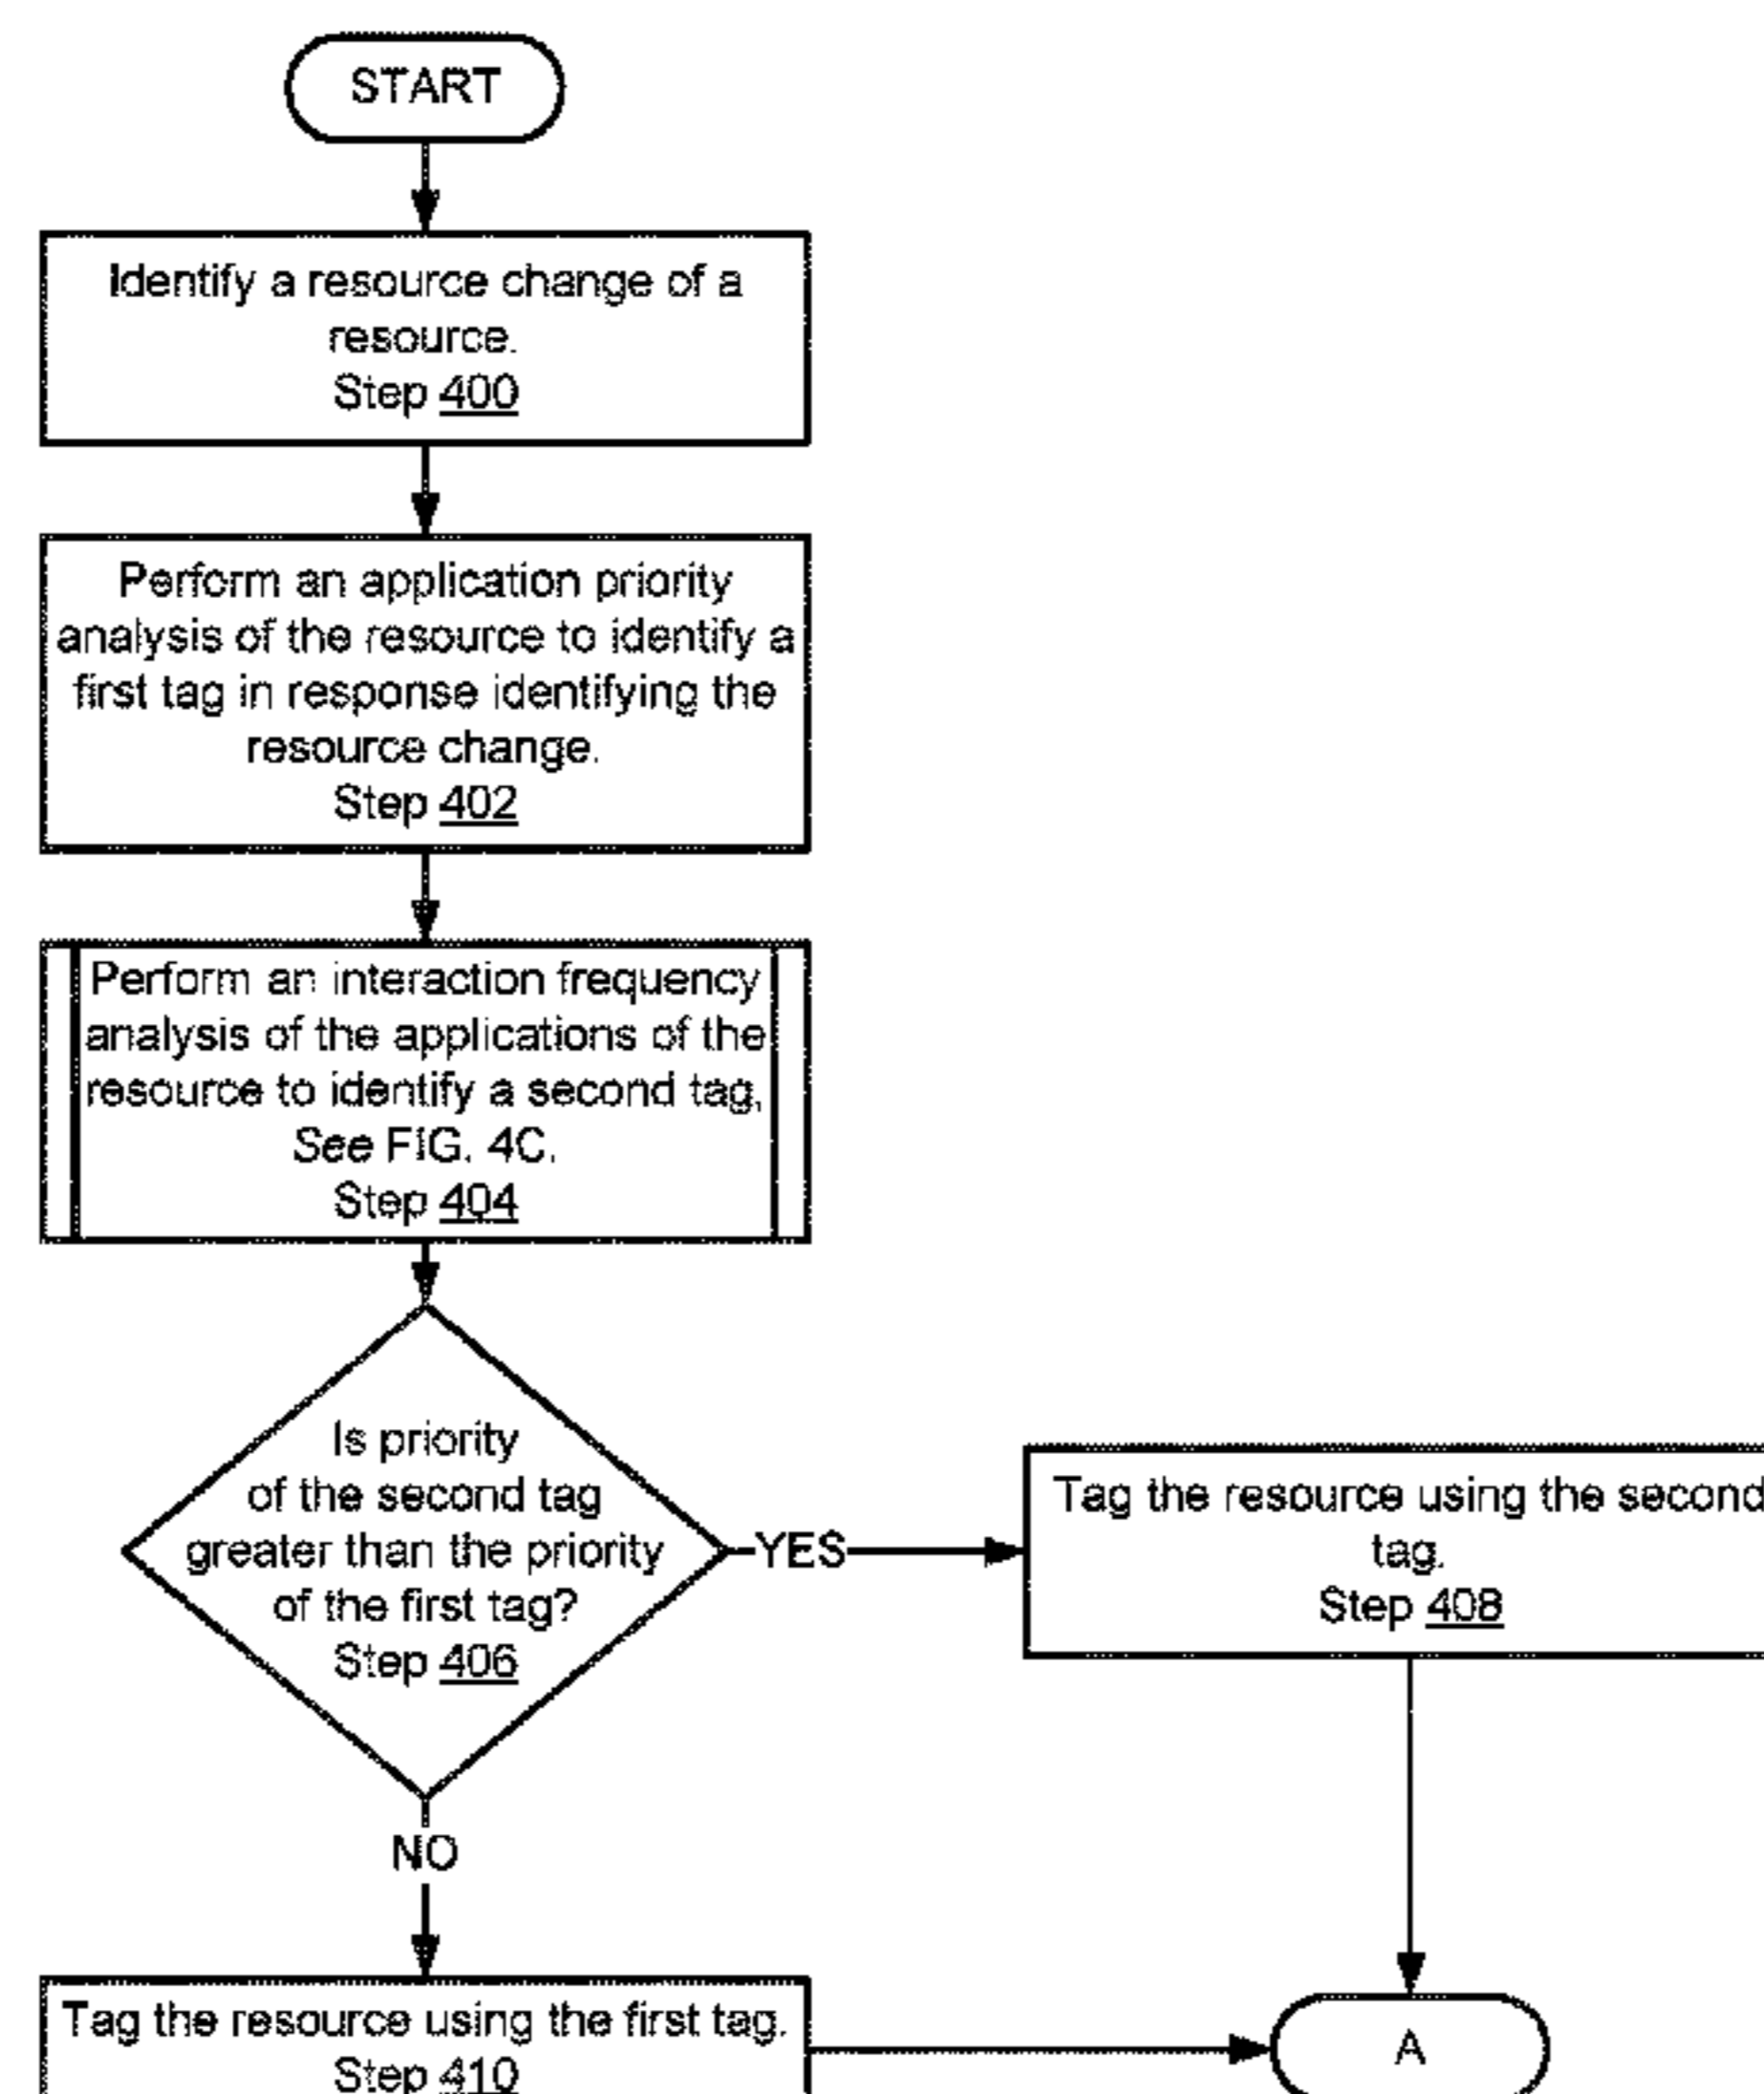 START
Identify a resource change of a
resource.
Step 400
Perform an application priority
analysis of the resource to identify a
first tag in response identifying the
resource change.
Step 402
Perform an interaction frequency
analysis of the applications of the
resource to identify a second tag.
See FIG. 4C.
Step 404
Is priority
of the second tag
greater than the priority
of the first tag?
Step 406
YES
Tag the resource using the second
tag.
Step 408
NO
Tag the resource using the first tag.
Step 410
A